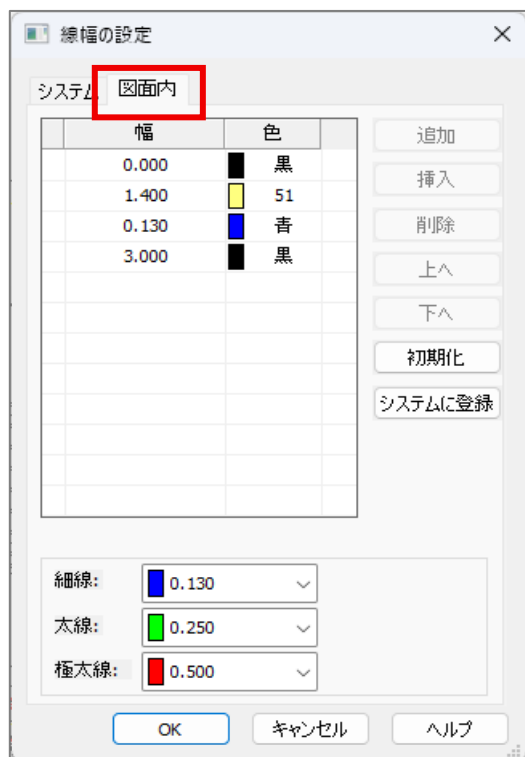 線幅の設定
システム 図面内
幅 色
0.000 黒
1.400 51
0.130 青
3.000 黒
追加
挿入
削除
上へ
下へ
初期化
システムに登録
細線: 0.130
太線: 0.250
極太線: 0.500
OK キャンセル ヘルプ